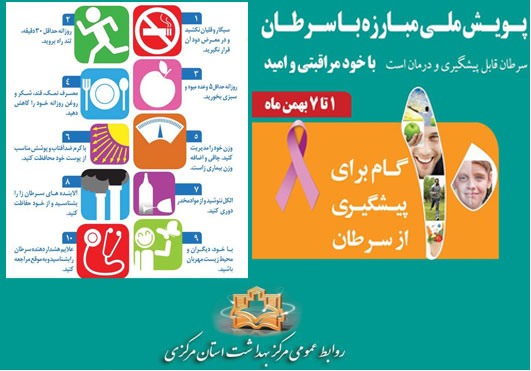 پویش ملی مبارزه با سرطان
سرطان قابل پیشگیری و درمان است با خودمراقبتی و امید
۱ تا ۷ بهمن ماه
۱۰
گام برای
پیشگیری
از سرطان
۱
سیگار و قلیان نکشید
و در معرض دود آن
قرار نگیرید.
۲
روزانه حداقل ۳۰ دقیقه،
تند راه بروید.
۳
روزانه حداقل ۵ وعده میوه و
سبزی بخورید.
۴
مصرف نمک، قند، شکر و
روغن روزانه خود را کاهش
دهید.
۵
وزن خود را مدیریت
کنید. چاقی و اضافه
وزن بیماری زاست.
۶
با کرم ضدآفتاب و پوشش مناسب
از پوست خود محافظت کنید.
۷
الکل ننوشید و از مواد مخدر
دوری کنید.
۸
آلاینده های سرطان زا را
بشناسید و از خود حفاظت
کنید.
۹
با خود، دیگران و
محیط زیست مهربان
باشید.
۱۰
علایم هشداردهنده سرطان
را بشناسید و به موقع مراجعه
کنید.
روابط عمومی مرکز بهداشت استان مرکزی